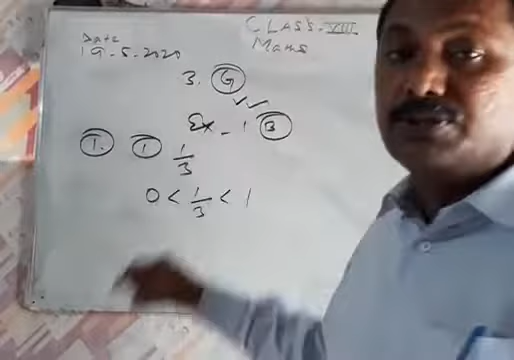 Date
19.5.2020
CLASS-VIII
Maths
3. G
Ex - 1 B
1. 1 1/3
0 < 1/3 < 1